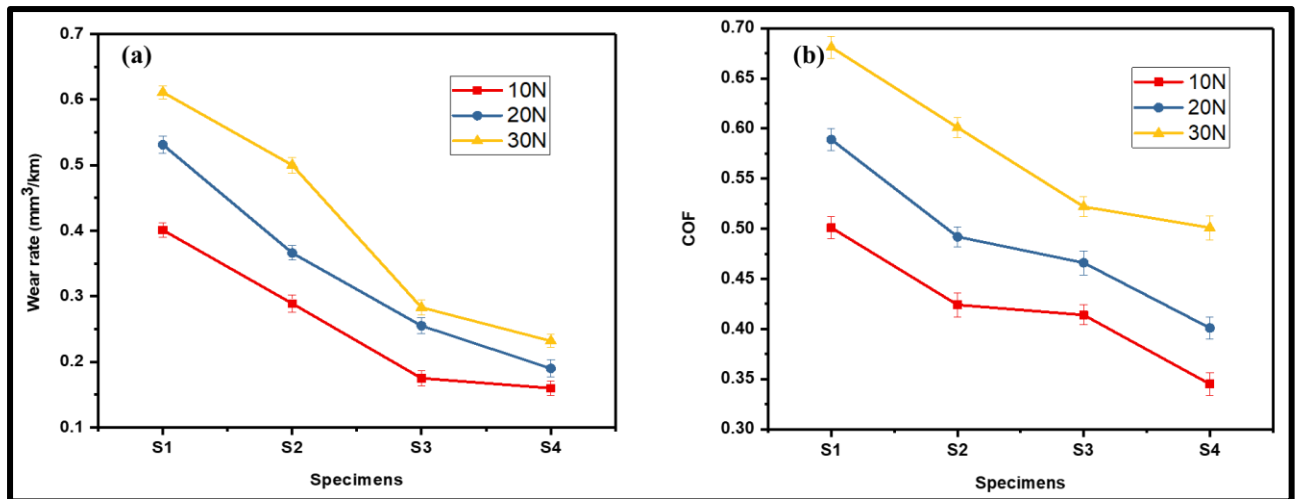 (a)
Wear rate (mm³/km)
0.7
0.6
0.5
0.4
0.3
0.2
0.1
10N
20N
30N
S1 S2 S3 S4
Specimens
(b)
COF
0.70
0.65
0.60
0.55
0.50
0.45
0.40
0.35
0.30
10N
20N
30N
S1 S2 S3 S4
Specimens